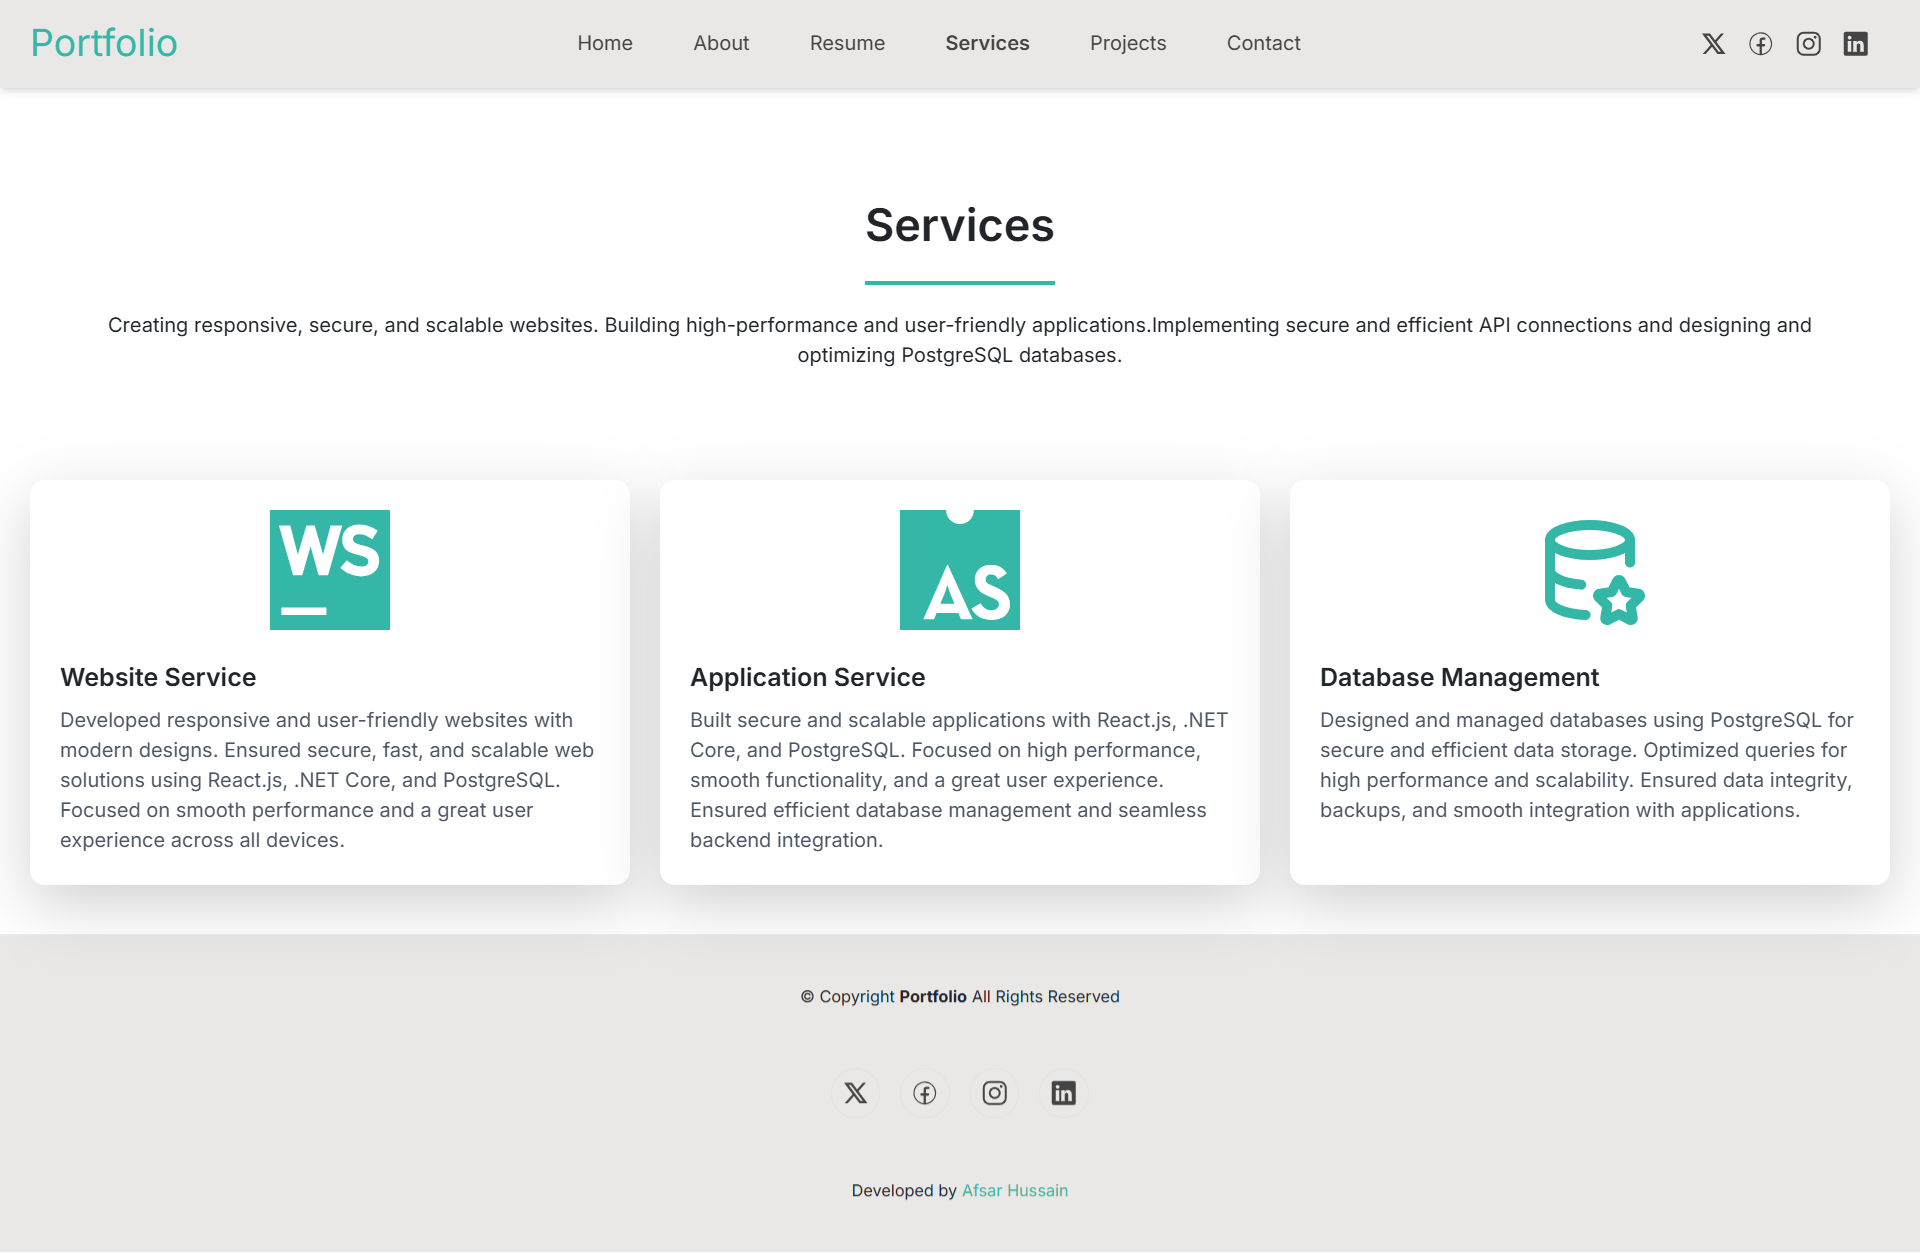 Portfolio
Home About Resume Services Projects Contact
Services
Creating responsive, secure, and scalable websites. Building high-performance and user-friendly applications.Implementing secure and efficient API connections and designing and
optimizing PostgreSQL databases.
WS
Website Service
Developed responsive and user-friendly websites with
modern designs. Ensured secure, fast, and scalable web
solutions using React.js, .NET Core, and PostgreSQL.
Focused on smooth performance and a great user
experience across all devices.
AS
Application Service
Built secure and scalable applications with React.js, .NET
Core, and PostgreSQL. Focused on high performance,
smooth functionality, and a great user experience.
Ensured efficient database management and seamless
backend integration.
Database Management
Designed and managed databases using PostgreSQL for
secure and efficient data storage. Optimized queries for
high performance and scalability. Ensured data integrity,
backups, and smooth integration with applications.
© Copyright Portfolio All Rights Reserved
Developed by Afsar Hussain